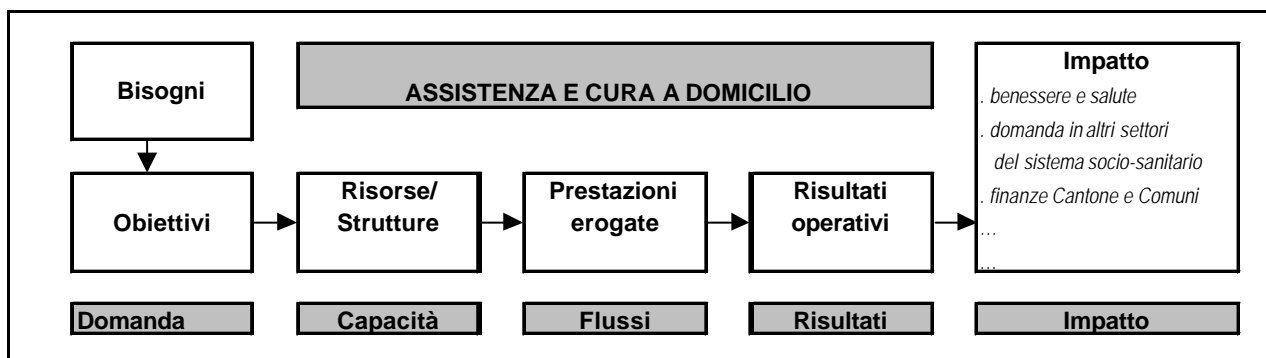 Bisogni
ASSISTENZA E CURA A DOMICILIO
Impatto
. benessere e salute
. domanda in altri settori
del sistema socio-sanitario
. finanze Cantone e Comuni
...
...
Obiettivi
Risorse/
Strutture
Prestazioni
erogate
Risultati
operativi
Domanda
Capacità
Flussi
Risultati
Impatto